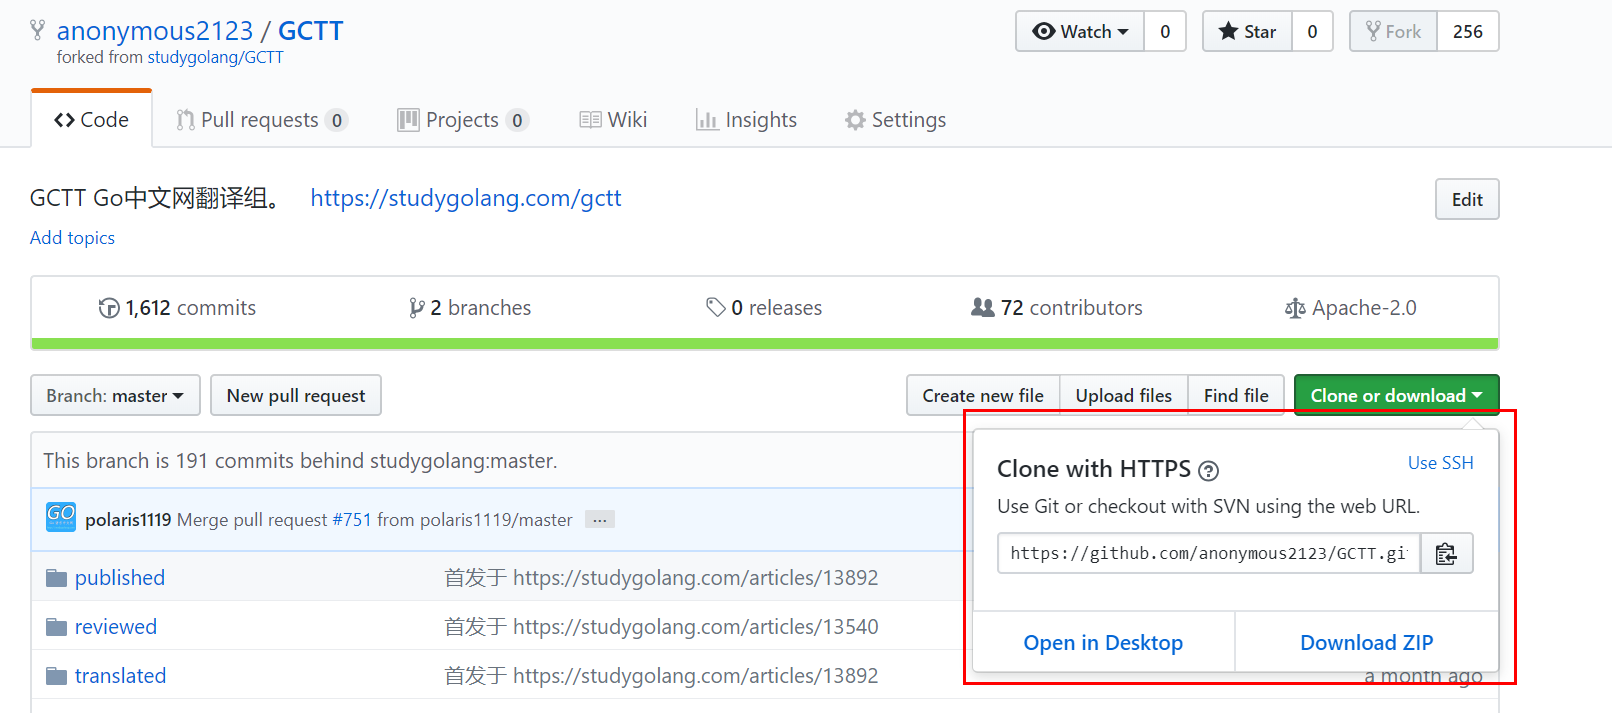 anonymous2123 / GCTT
forked from studygolang/GCTT
Watch 0 Star 0 Fork 256
Code Pull requests 0 Projects 0 Wiki Insights Settings
GCTT Go中文网翻译组。 https://studygolang.com/gctt
Edit
Add topics
1,612 commits 2 branches 0 releases 72 contributors Apache-2.0
Branch: master New pull request Create new file Upload files Find file Clone or download
This branch is 191 commits behind studygolang:master.
Clone with HTTPS ? Use SSH
Use Git or checkout with SVN using the web URL.
https://github.com/anonymous2123/GCTT.gi
Open in Desktop Download ZIP
GO
polaris1119 Merge pull request #751 from polaris1119/master ...
published 首发于 https://studygolang.com/articles/13892
reviewed 首发于 https://studygolang.com/articles/13540
translated 首发于 https://studygolang.com/articles/13892 a month ago